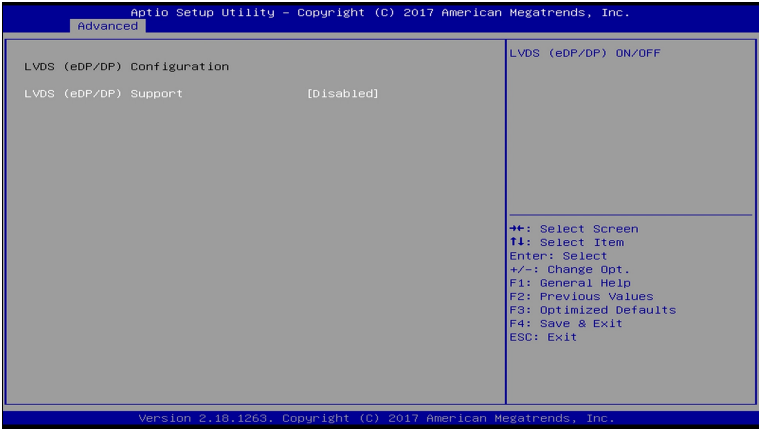 Aptio Setup Utility – Copyright (C) 2017 American Megatrends, Inc.
Advanced
LVDS (eDP/DP) Configuration
LVDS (eDP/DP) Support [Disabled]
LVDS (eDP/DP) ON/OFF
→←: Select Screen
↑↓: Select Item
Enter: Select
+/-: Change Opt.
F1: General Help
F2: Previous Values
F3: Optimized Defaults
F4: Save & Exit
ESC: Exit
Version 2.18.1263. Copyright (C) 2017 American Megatrends, Inc.